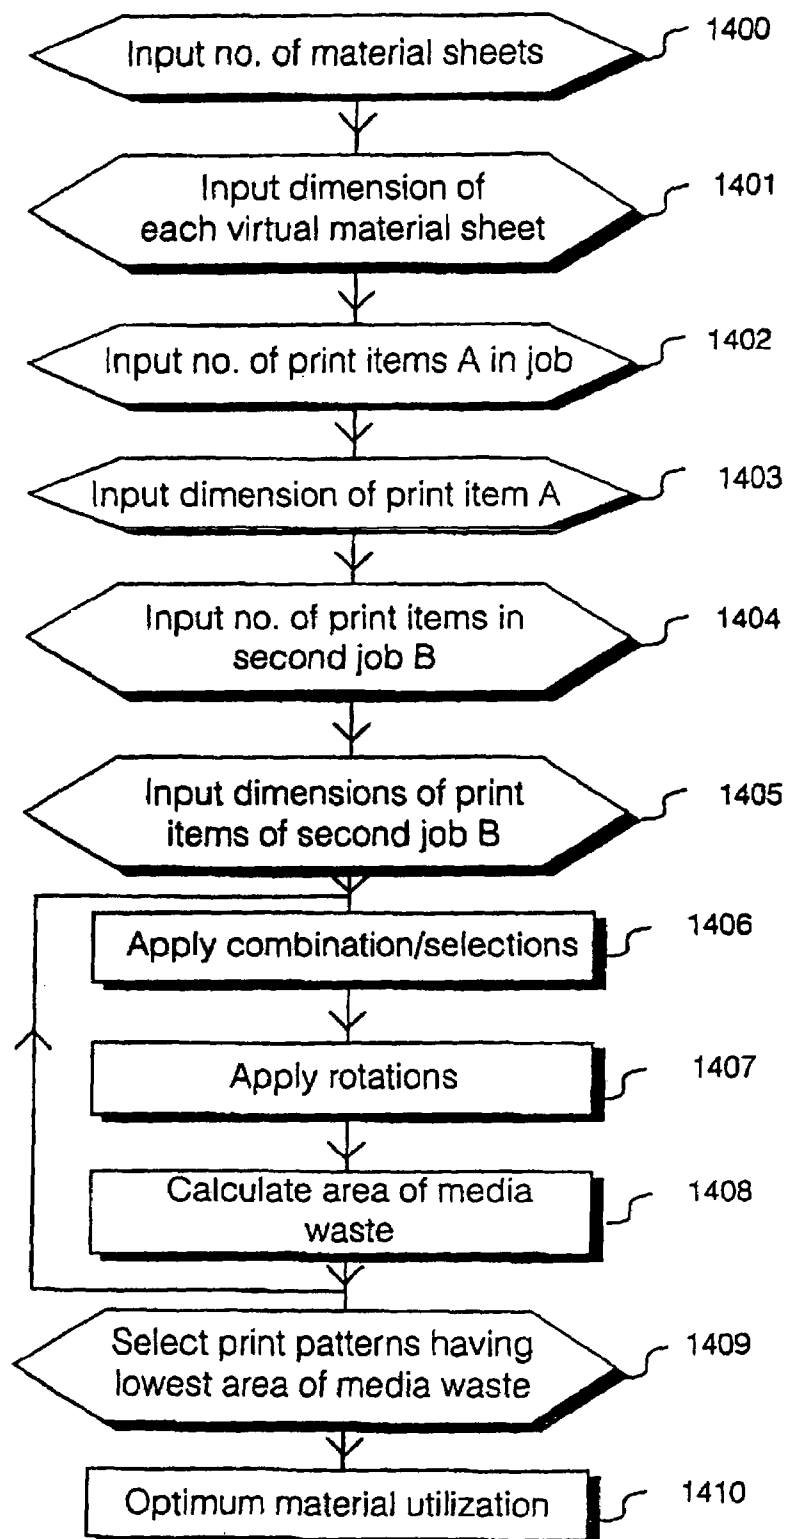 Input no. of material sheets
1400
Input dimension of
each virtual material sheet
1401
Input no. of print items A in job
1402
Input dimension of print item A
1403
Input no. of print items in
second job B
1404
Input dimensions of print
items of second job B
1405
Apply combination/selections
1406
Apply rotations
1407
Calculate area of media
waste
1408
Select print patterns having
lowest area of media waste
1409
Optimum material utilization
1410